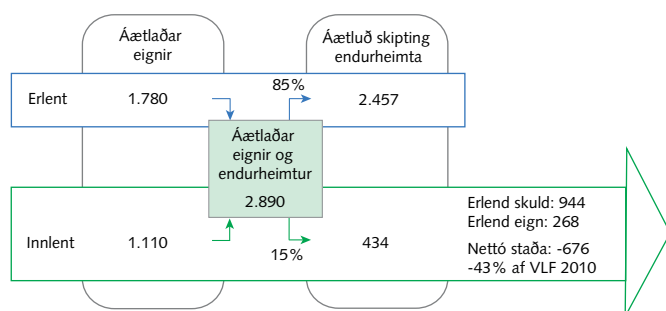 Áætlaðar
eignir
Áætluð skipting
endurheimta
Erlent
1.780
85%
2.457
Áætlaðar
eignir og
endurheimtur
2.890
Innlent
1.110
15%
434
Erlend skuld: 944
Erlend eign: 268
Nettó staða: -676
-43% af VLF 2010